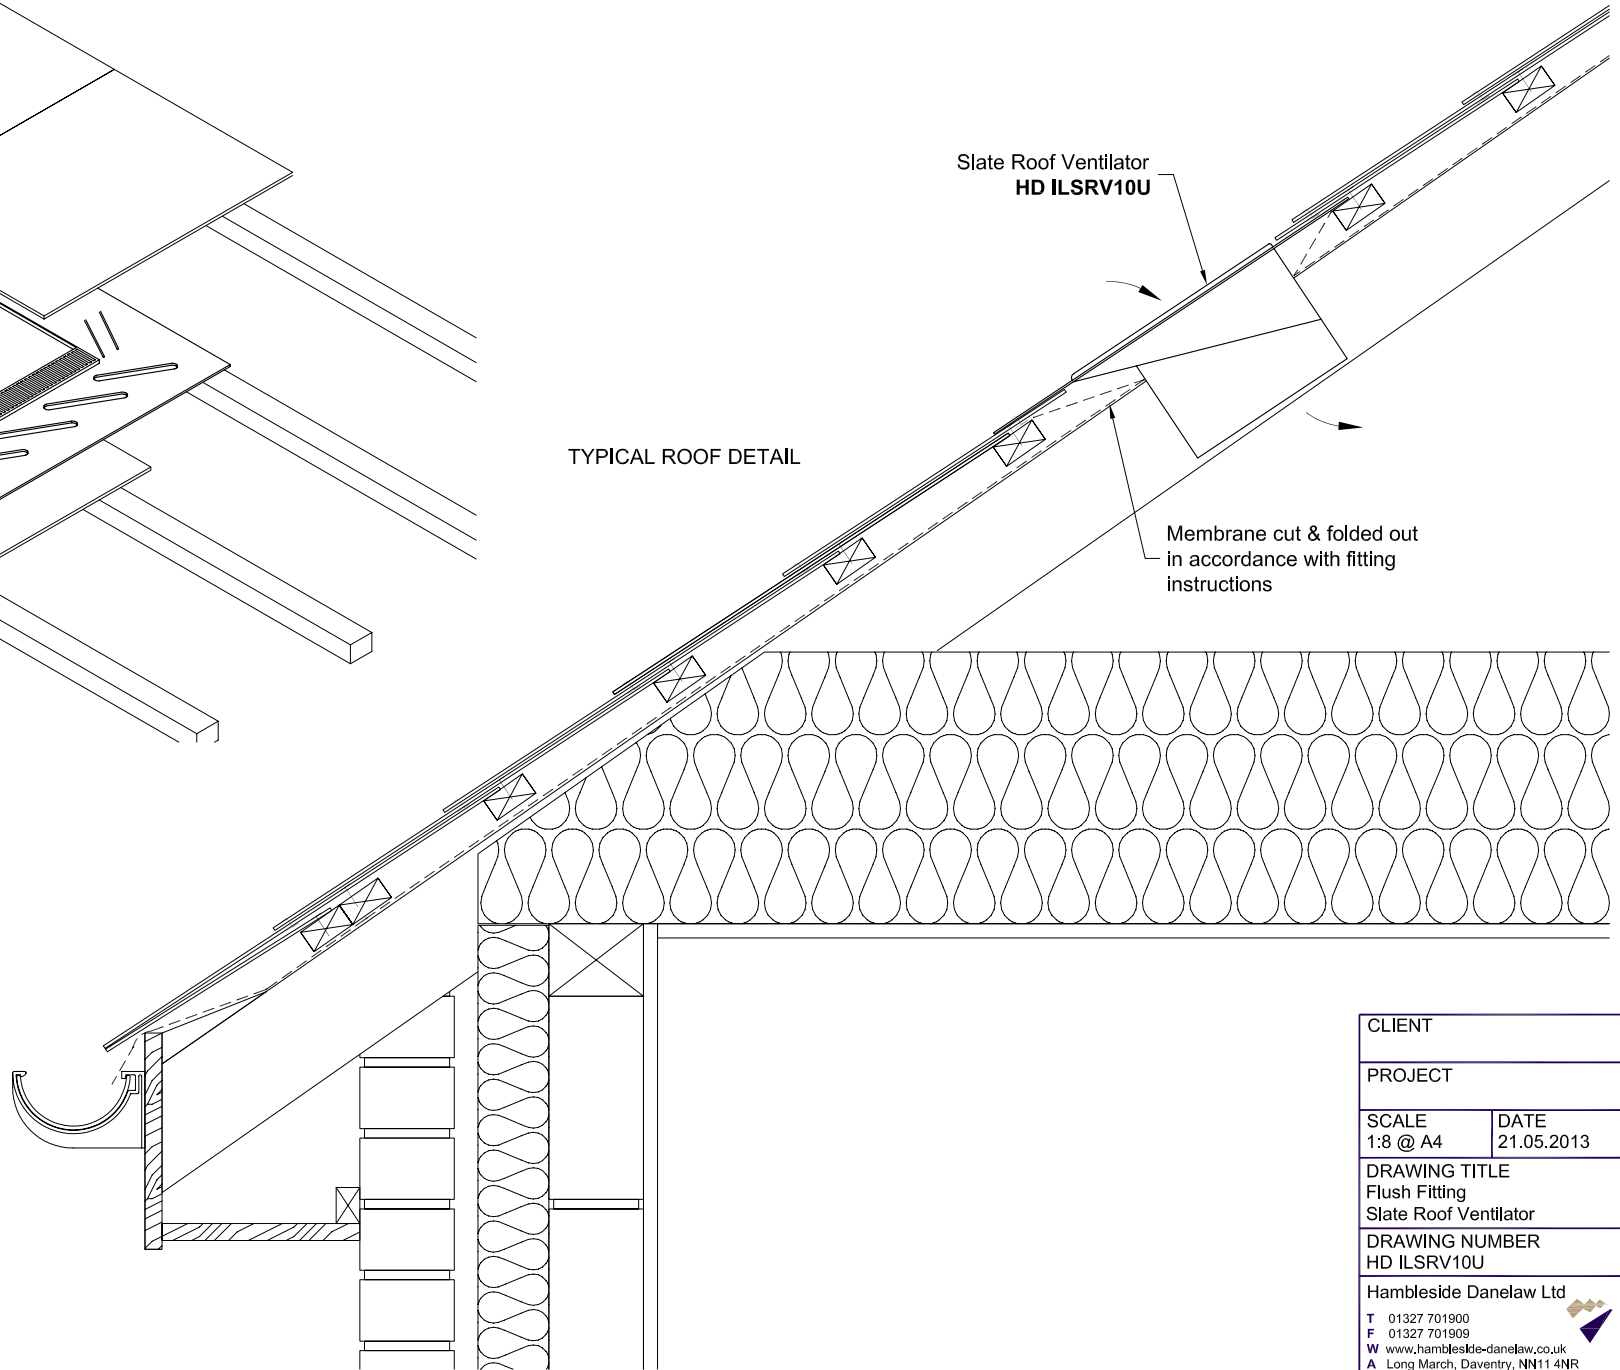 Slate Roof Ventilator
HD ILSRV10U
TYPICAL ROOF DETAIL
Membrane cut & folded out
in accordance with fitting
instructions
CLIENT
PROJECT
SCALE
1:8 @ A4
DATE
21.05.2013
DRAWING TITLE
Flush Fitting
Slate Roof Ventilator
DRAWING NUMBER
HD ILSRV10U
Hambleside Danelaw Ltd
T 01327 701900
F 01327 701909
W www.hambleside-danelaw.co.uk
A Long March, Daventry, NN11 4NR